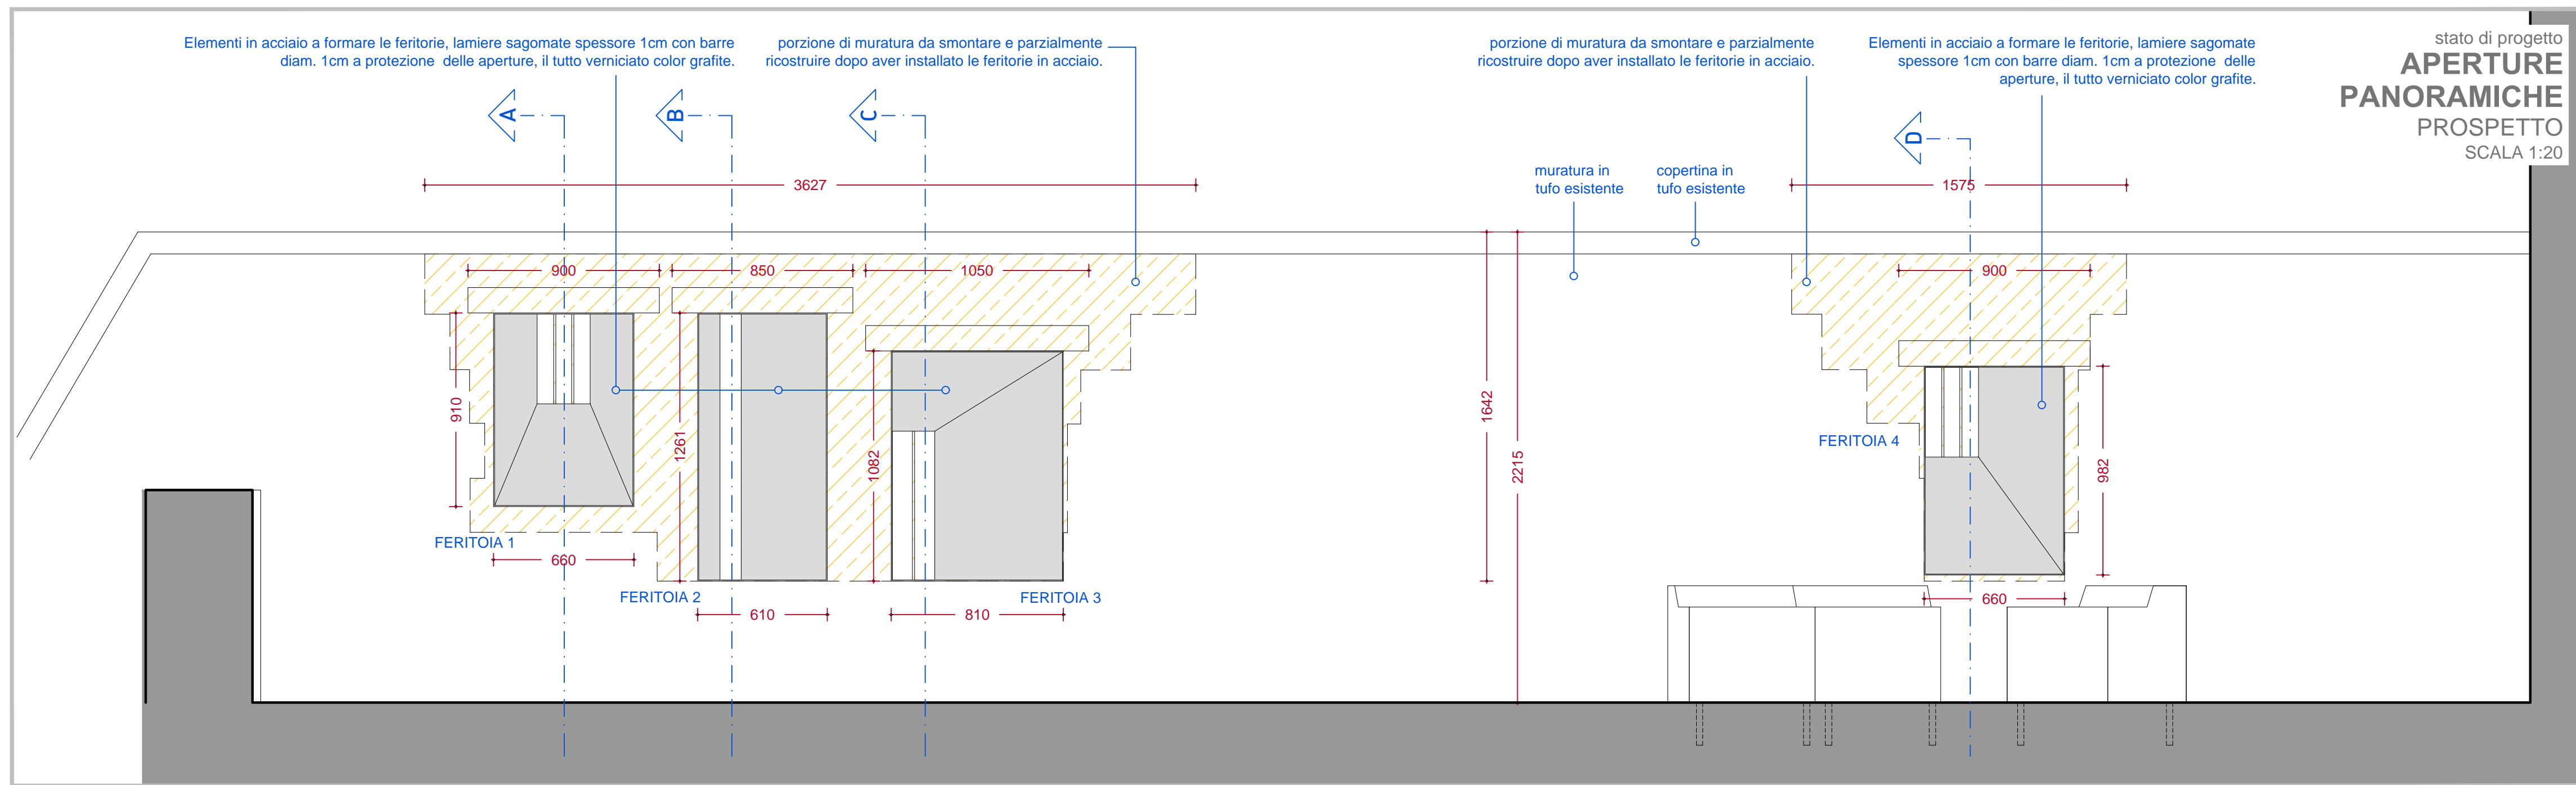 Elementi in acciaio a formare le feritorie, lamiere sagomate spessore 1cm con barre
diam. 1cm a protezione  delle aperture, il tutto verniciato color grafite.
porzione di muratura da smontare e parzialmente
ricostruire dopo aver installato le feritorie in acciaio.
porzione di muratura da smontare e parzialmente
ricostruire dopo aver installato le feritorie in acciaio.
Elementi in acciaio a formare le feritorie, lamiere sagomate
spessore 1cm con barre diam. 1cm a protezione  delle
aperture, il tutto verniciato color grafite.
stato di progetto
APERTURE
PANORAMICHE
PROSPETTO
SCALA 1:20
A
B
C
D
3627
muratura in
tufo esistente
copertina in
tufo esistente
1575
900
850
1050
900
910
1261
1082
1642
2215
FERITOIA 4
982
FERITOIA 1
660
FERITOIA 2
610
810
FERITOIA 3
660